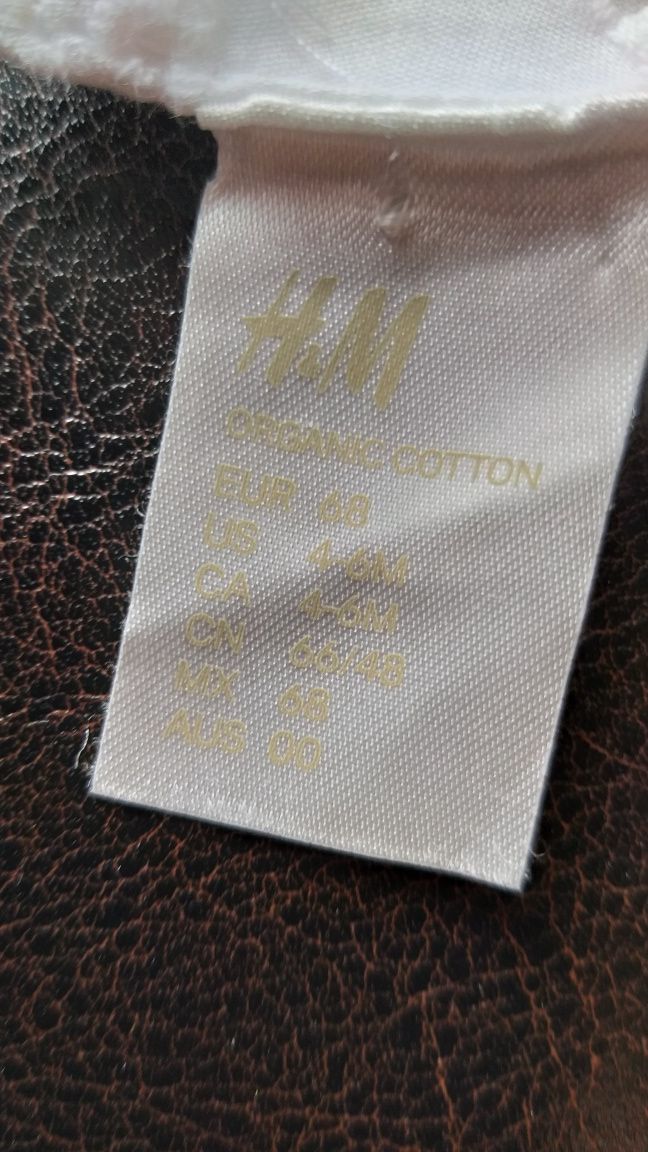 H&M
ORGANIC COTTON
EUR 68
US 4-6M
CA 4-6M
CN 66/48
MX 68
AUS 00